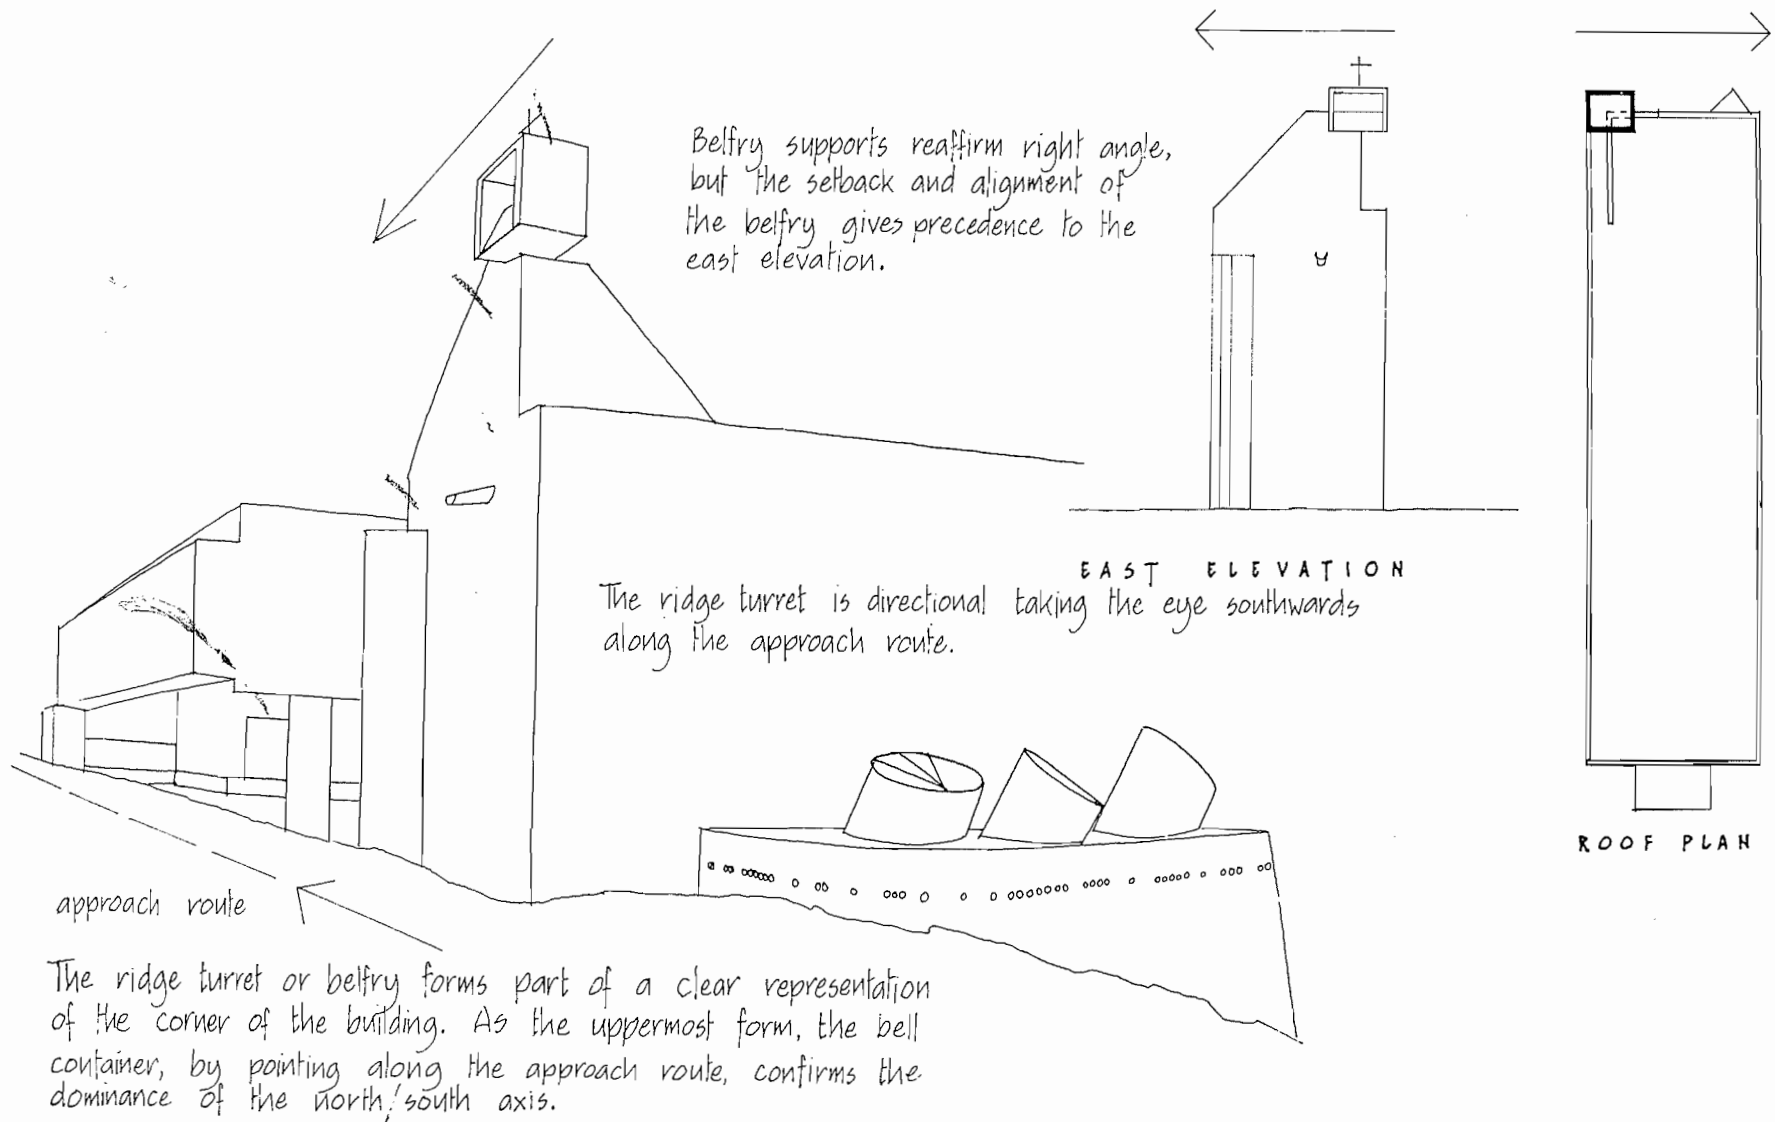 Belfry supports reaffirm right angle,
but the setback and alignment of
the belfry gives precedence to the
east elevation.
EAST ELEVATION
The ridge turret is directional taking the eye southwards
along the approach route.
ROOF PLAN
approach route
The ridge turret or belfry forms part of a clear representation
of the corner of the building. As the uppermost form, the bell
container, by pointing along the approach route, confirms the
dominance of the north/south axis.